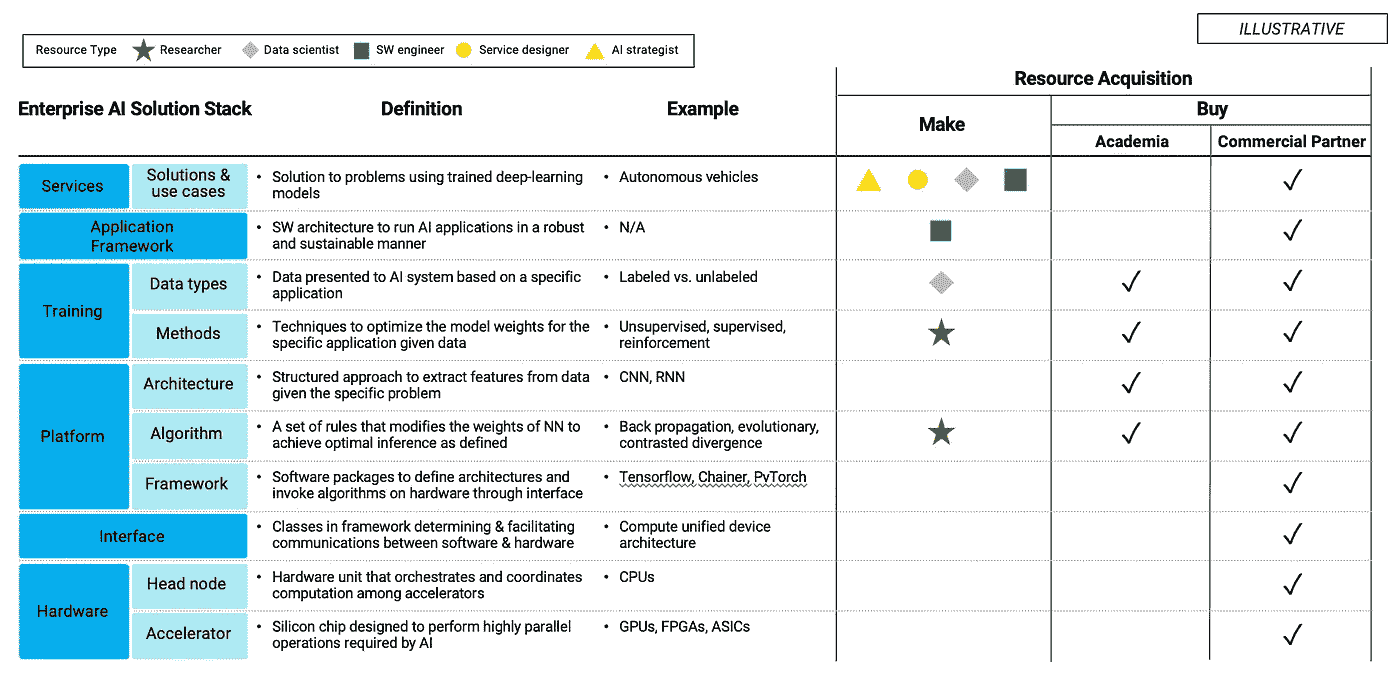 ILLUSTRATIVE
Resource Type Researcher Data scientist SW engineer Service designer AI strategist
Resource Acquisition
Enterprise AI Solution Stack Definition Example Make Buy
Academia Commercial Partner
Services
Solutions &
use cases
• Solution to problems using trained deep-learning
models
• Autonomous vehicles
✓
Application
Framework
• SW architecture to run AI applications in a robust
and sustainable manner
• N/A
✓
Training
Data types
• Data presented to AI system based on a specific
application
• Labeled vs. unlabeled
✓ ✓
Methods
• Techniques to optimize the model weights for the
specific application given data
• Unsupervised, supervised,
reinforcement
✓ ✓
Platform
Architecture
• Structured approach to extract features from data
given the specific problem
• CNN, RNN
✓ ✓
Algorithm
• A set of rules that modifies the weights of NN to
achieve optimal inference as defined
• Back propagation, evolutionary,
contrasted divergence
✓ ✓
Framework
• Software packages to define architectures and
invoke algorithms on hardware through interface
• Tensorflow, Chainer, PvTorch
✓
Interface
• Classes in framework determining & facilitating
communications between software & hardware
• Compute unified device
architecture
✓
Hardware
Head node
• Hardware unit that orchestrates and coordinates
computation among accelerators
• CPUs
✓
Accelerator
• Silicon chip designed to perform highly parallel
operations required by AI
• GPUs, FPGAs, ASICs
✓